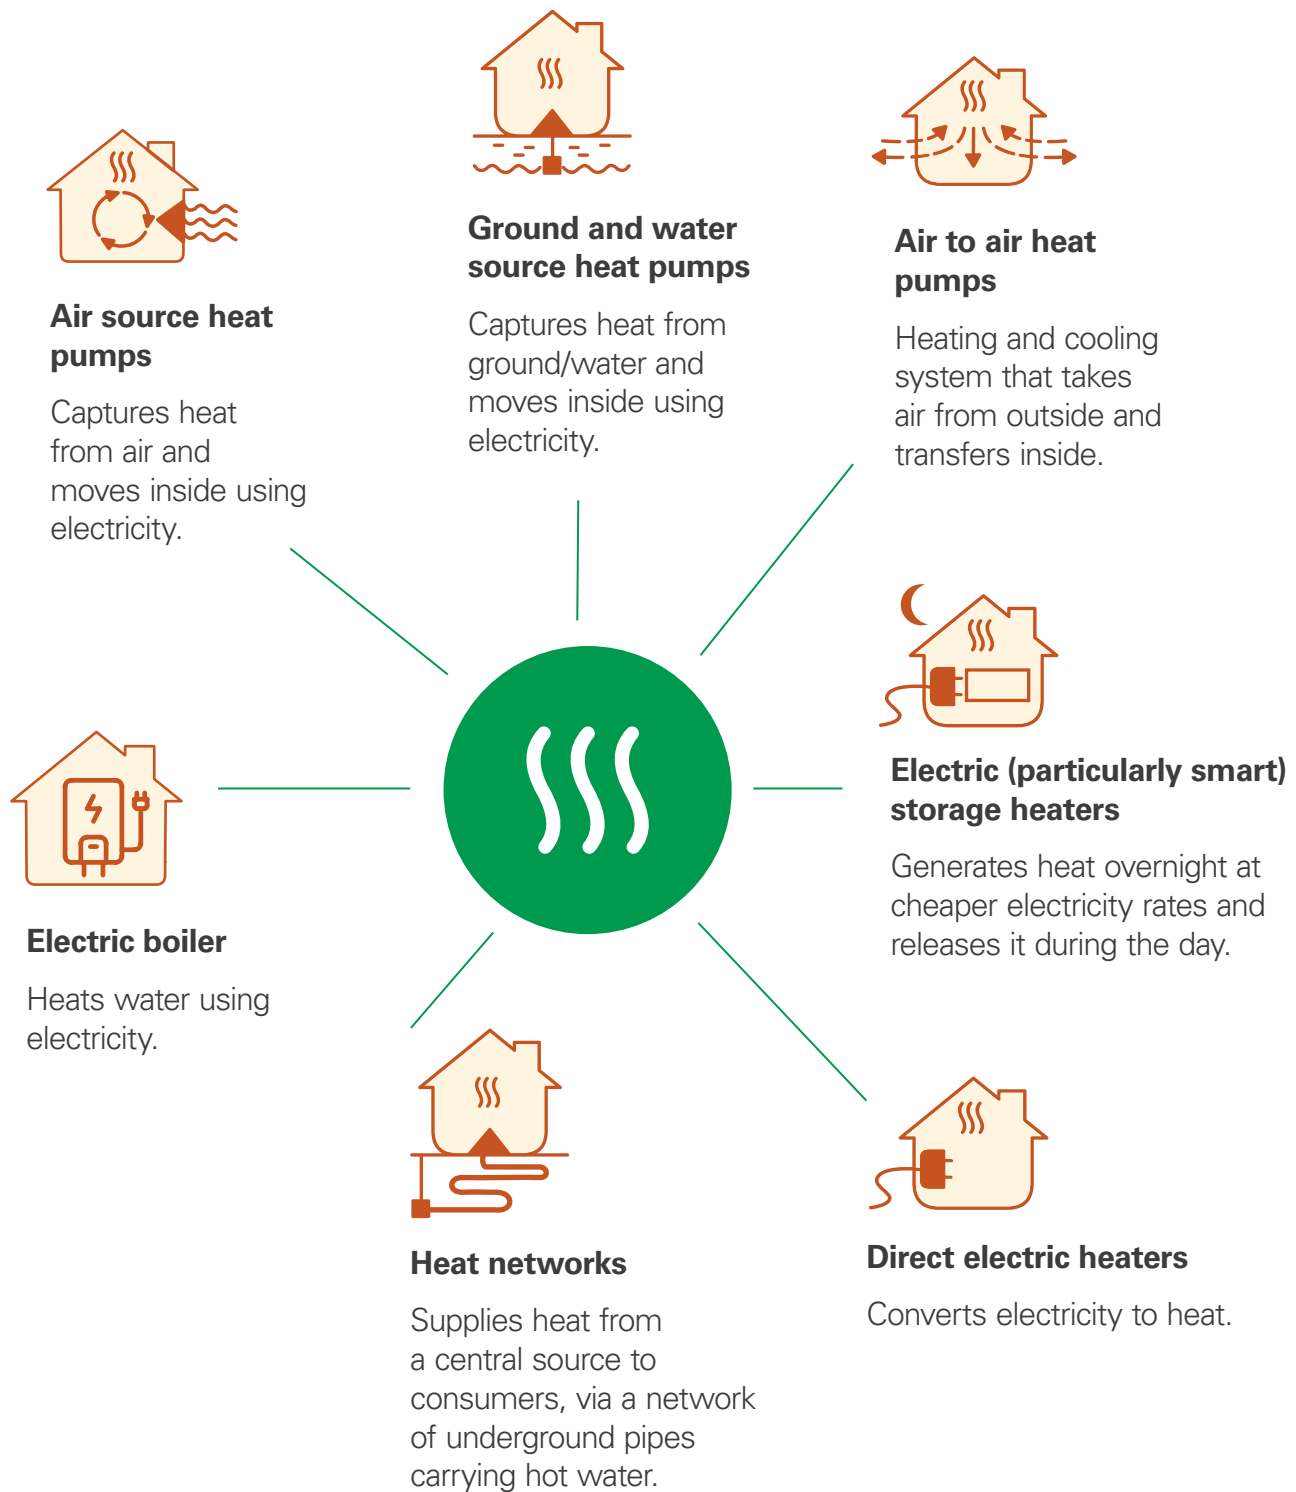 Air source heat
pumps
Captures heat
from air and
moves inside using
electricity.
Ground and water
source heat pumps
Captures heat from
ground/water and
moves inside using
electricity.
Air to air heat
pumps
Heating and cooling
system that takes
air from outside and
transfers inside.
Electric (particularly smart)
storage heaters
Generates heat overnight at
cheaper electricity rates and
releases it during the day.
Electric boiler
Heats water using
electricity.
Heat networks
Supplies heat from
a central source to
consumers, via a network
of underground pipes
carrying hot water.
Direct electric heaters
Converts electricity to heat.